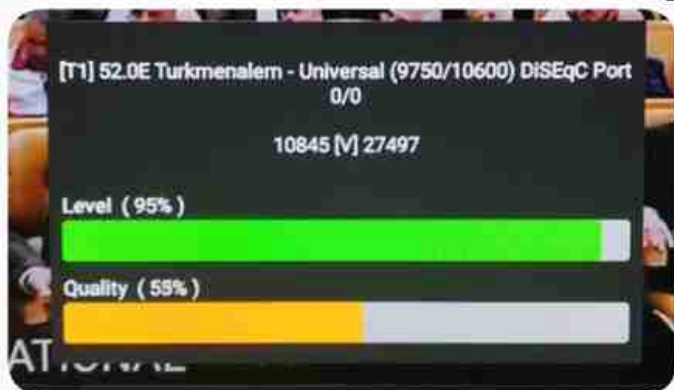 [T1] 52.0E Turkmenalem - Universal (9750/10600) DiSEqC Port
0/0
10845 [V] 27497
Level ( 95% )
Quality ( 55% )